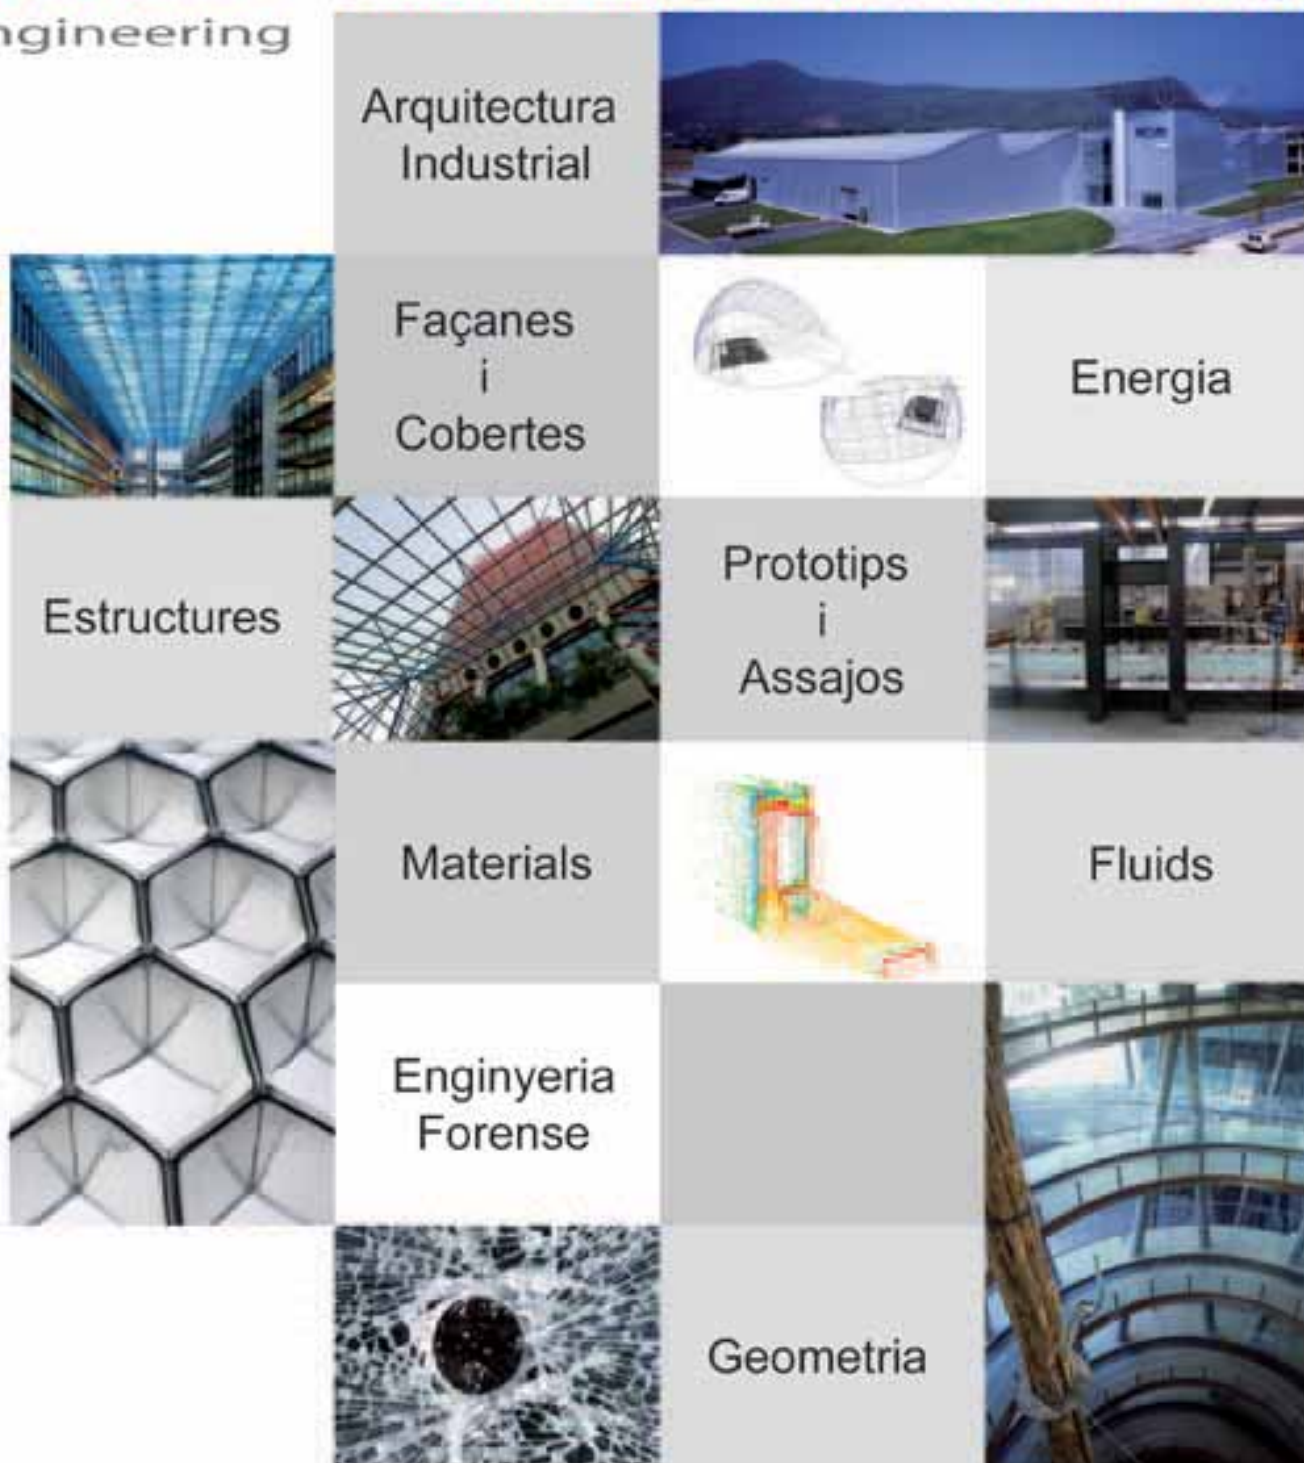 ngineering
Arquitectura
Industrial
Façanes
i
Cobertes
Energia
Estructures
Prototips
i
Assajos
Materials
Fluids
Enginyeria
Forense
Geometria